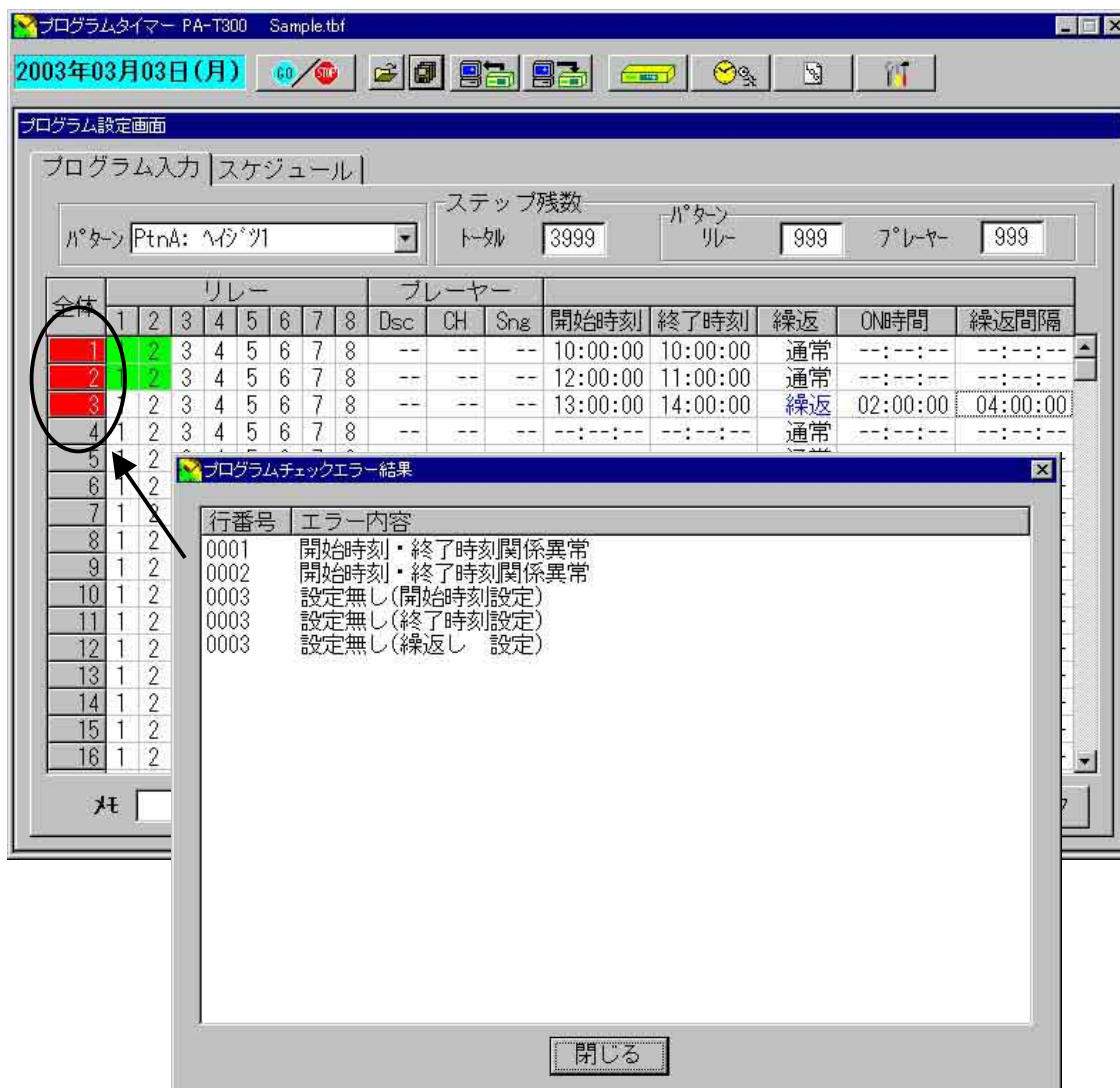 プログラムタイマー PA-T300 Sample.tbf
2003年03月03日(月) GO/STOP
プログラム設定画面
プログラム入力 スケジュール
ステップ残数
パターン
パターン PtnA: ヘイジツ1 トータル 3999 リレー 999 プレーヤー 999
全体 リレー プレーヤー
1 2 3 4 5 6 7 8 Dsc CH Sng 開始時刻 終了時刻 繰返 ON時間 繰返間隔
1 1 2 3 4 5 6 7 8 -- -- -- 10:00:00 10:00:00 通常 --:--:-- --:--:--
2 1 2 3 4 5 6 7 8 -- -- -- 12:00:00 11:00:00 通常 --:--:-- --:--:--
3 1 2 3 4 5 6 7 8 -- -- -- 13:00:00 14:00:00 繰返 02:00:00 04:00:00
4 1 2 3 4 5 6 7 8 -- -- -- --:--:-- --:--:-- 通常 --:--:-- --:--:--
5 1 2
6 1 2
7 1 2
8 1 2
9 1 2
10 1 2
11 1 2
12 1 2
13 1 2
14 1 2
15 1 2
16 1 2
メモ
プログラムチェックエラー結果
行番号 エラー内容
0001 開始時刻・終了時刻関係異常
0002 開始時刻・終了時刻関係異常
0003 設定無し(開始時刻設定)
0003 設定無し(終了時刻設定)
0003 設定無し(繰返し 設定)
閉じる